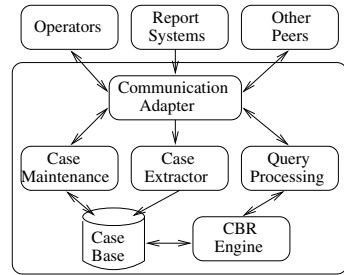 Operators
Report
Systems
Other
Peers
Communication
Adapter
Case
Maintenance
Case
Extractor
Query
Processing
Case
Base
CBR
Engine